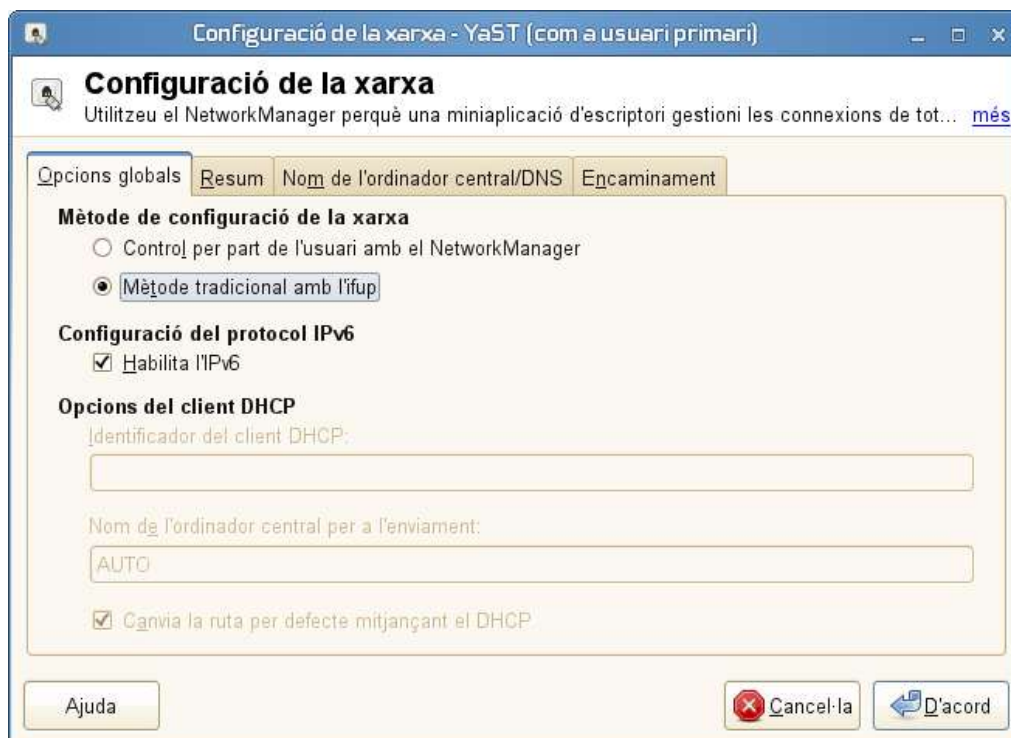 Configuració de la xarxa - YaST (com a usuari primari)
Configuració de la xarxa
Utilitzeu el NetworkManager perquè una miniaplicació d'escriptori gestioni les connexions de tot... més
Opcions globals Resum Nom de l'ordinador central/DNS Encaminament
Mètode de configuració de la xarxa
Control per part de l'usuari amb el NetworkManager
Mètode tradicional amb l'ifup
Configuració del protocol IPv6
Habilita l'IPv6
Opcions del client DHCP
Identificador del client DHCP:
Nom de l'ordinador central per a l'enviament:
AUTO
Canvia la ruta per defecte mitjançant el DHCP
Ajuda Cancel·la D'acord